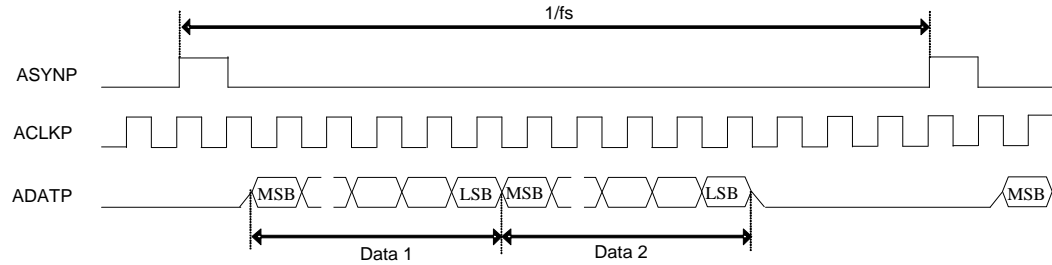 1/fs
ASYNP
ACLKP
ADATP
MSB
LSB
MSB
LSB
MSB
Data 1
Data 2